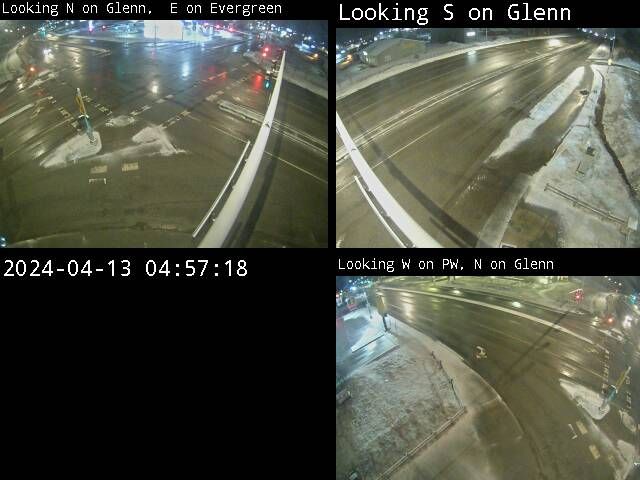 Looking N on Glenn,  E on Evergreen
Looking S on Glenn
2024-04-13 04:57:18
Looking W on PW, N on Glenn